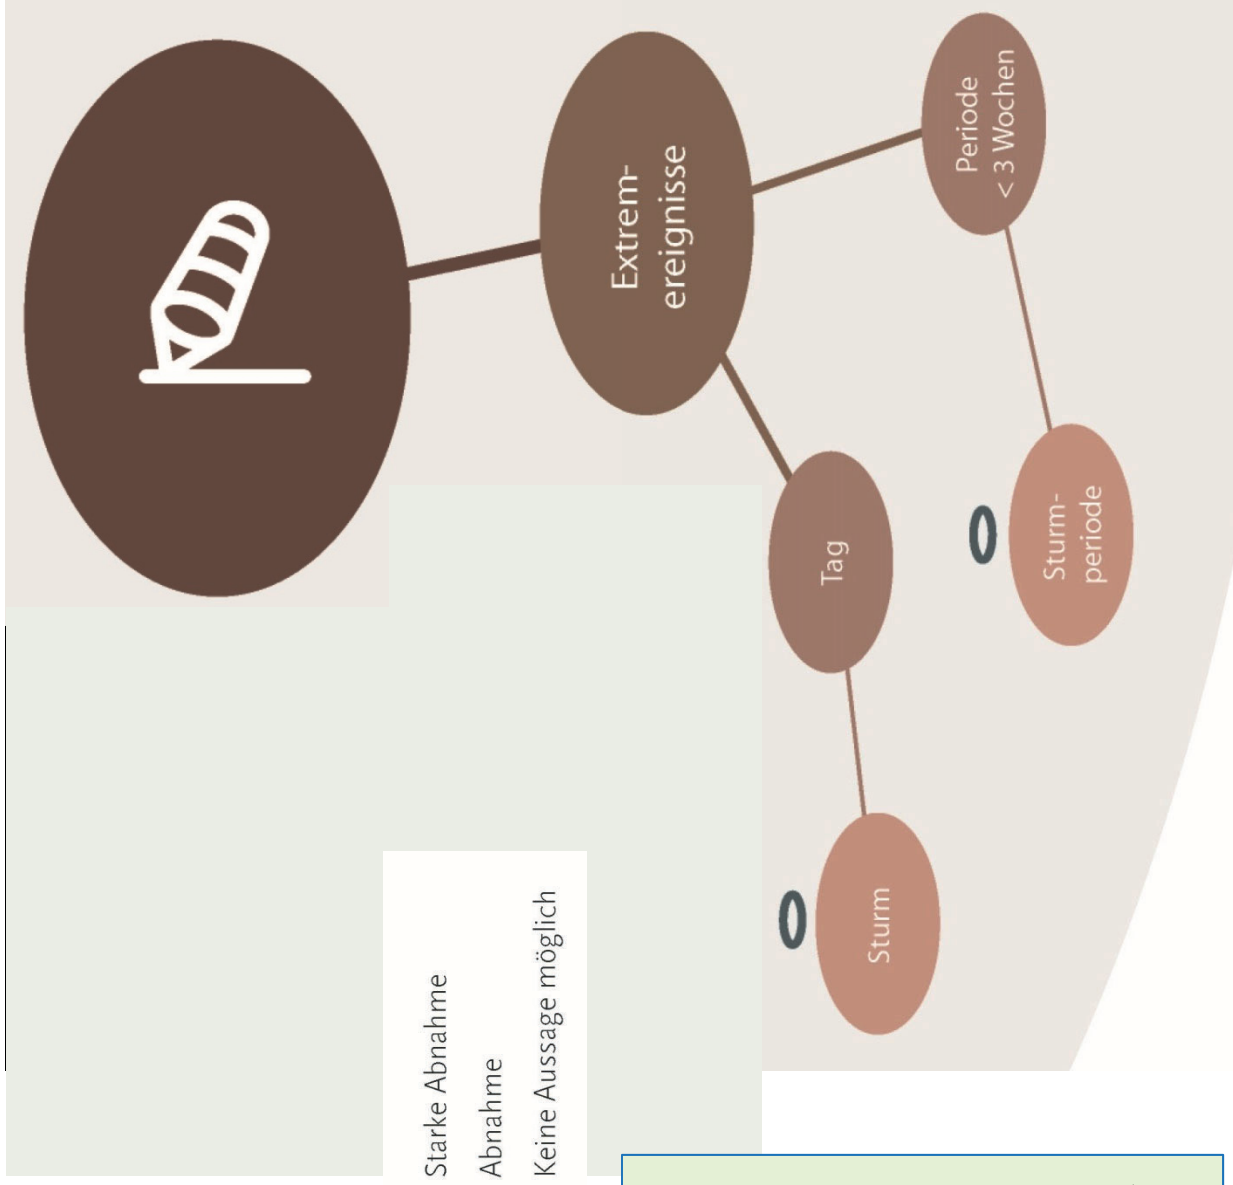 Extrem-
ereignisse
Periode
< 3 Wochen
Tag
Sturm-
periode
Sturm
Starke Abnahme
Abnahme
Keine Aussage möglich